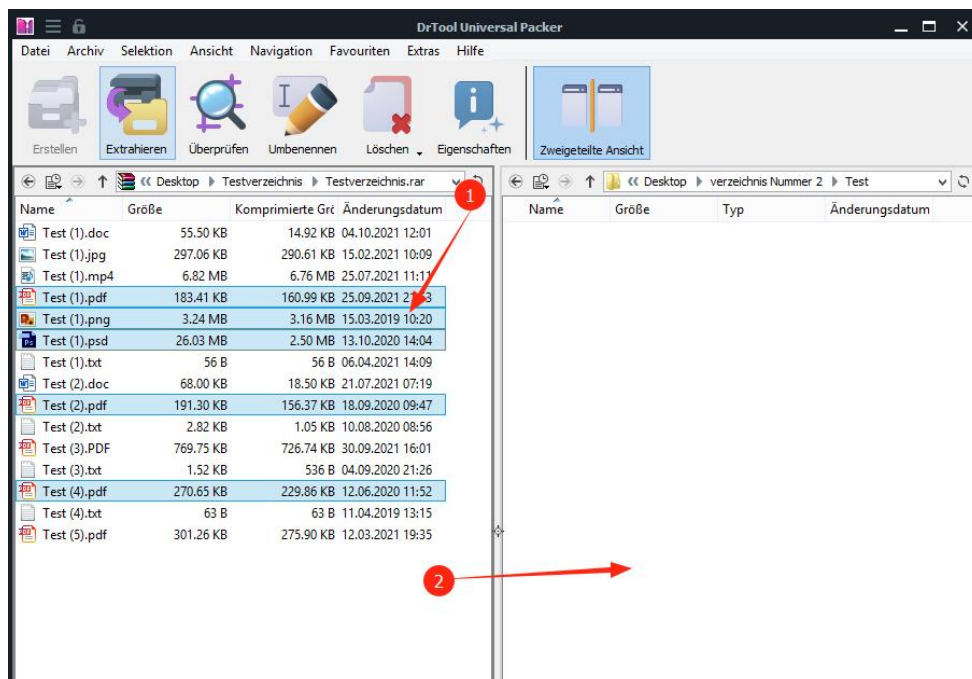 DrTool Universal Packer
Datei Archiv Selektion Ansicht Navigation Favouriten Extras Hilfe
Erstellen Extrahieren Überprüfen Umbenennen Löschen Eigenschaften Zweigeteilte Ansicht
Desktop Testverzeichnis Testverzeichnis.rar
Name Größe Komprimierte Grö Änderungsdatum
Test (1).doc 55.50 KB 14.92 KB 04.10.2021 12:01
Test (1).jpg 297.06 KB 290.61 KB 15.02.2021 10:09
Test (1).mp4 6.82 MB 6.76 MB 25.07.2021 11:11
Test (1).pdf 183.41 KB 160.99 KB 25.09.2021
Test (1).png 3.24 MB 3.16 MB 15.03.2019 10:20
Test (1).psd 26.03 MB 2.50 MB 13.10.2020 14:04
Test (1).txt 56 B 56 B 06.04.2021 14:09
Test (2).doc 68.00 KB 18.50 KB 21.07.2021 07:19
Test (2).pdf 191.30 KB 156.37 KB 18.09.2020 09:47
Test (2).txt 2.82 KB 1.05 KB 10.08.2020 08:56
Test (3).PDF 769.75 KB 726.74 KB 30.09.2021 16:01
Test (3).txt 1.52 KB 536 B 04.09.2020 21:26
Test (4).pdf 270.65 KB 229.86 KB 12.06.2020 11:52
Test (4).txt 63 B 63 B 11.04.2019 13:15
Test (5).pdf 301.26 KB 275.90 KB 12.03.2021 19:35
Desktop verzeichnis Nummer 2 Test
Name Größe Typ Änderungsdatum
1
2